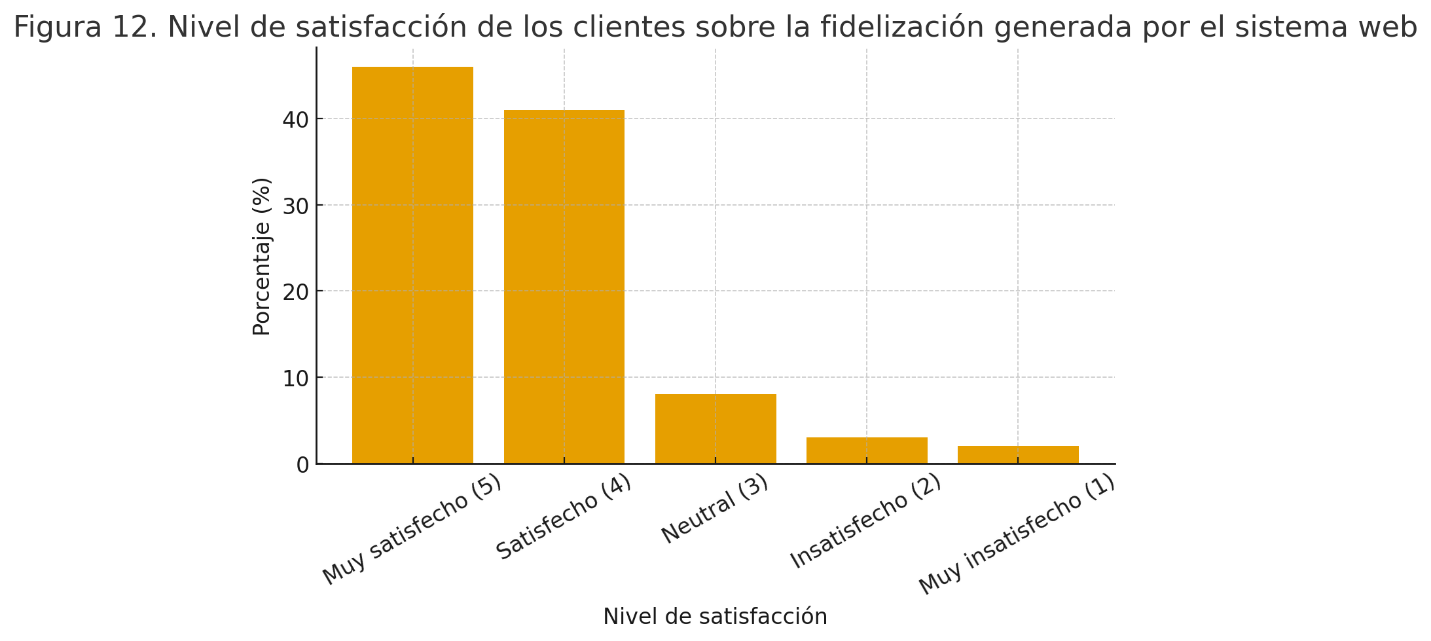 Figura 12. Nivel de satisfacción de los clientes sobre la fidelización generada por el sistema web
Porcentaje (%)
40
30
20
10
0
Muy satisfecho (5)
Satisfecho (4)
Neutral (3)
Insatisfecho (2)
Muy insatisfecho (1)
Nivel de satisfacción